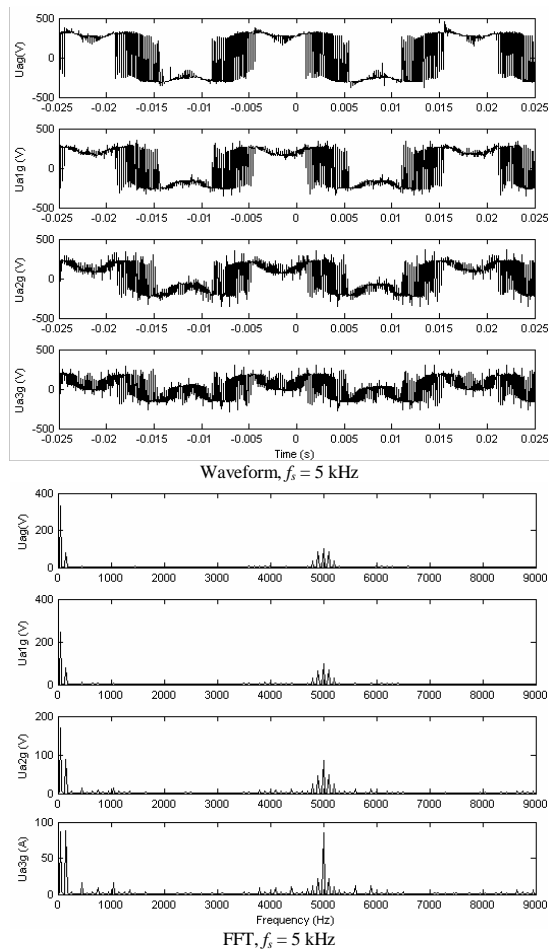 500
Uag(V)
0
-500
-0.025 -0.02 -0.015 -0.01 -0.005 0 0.005 0.01 0.015 0.02 0.025
500
Ua1g (V)
0
-500
-0.025 -0.02 -0.015 -0.01 -0.005 0 0.005 0.01 0.015 0.02 0.025
500
Ua2g (V)
0
-500
-0.025 -0.02 -0.015 -0.01 -0.005 0 0.005 0.01 0.015 0.02 0.025
500
Ua3g (V)
0
-500
-0.025 -0.02 -0.015 -0.01 -0.005 0 0.005 0.01 0.015 0.02 0.025
Time (s)
Waveform, fs = 5 kHz
400
Uag(V)
200
0
0 1000 2000 3000 4000 5000 6000 7000 8000 9000
400
Ua1g (V)
200
0
0 1000 2000 3000 4000 5000 6000 7000 8000 9000
200
Ua2g (V)
100
0
0 1000 2000 3000 4000 5000 6000 7000 8000 9000
100
Ua3g (A)
50
0
0 1000 2000 3000 4000 5000 6000 7000 8000 9000
Frequency (Hz)
FFT, fs = 5 kHz